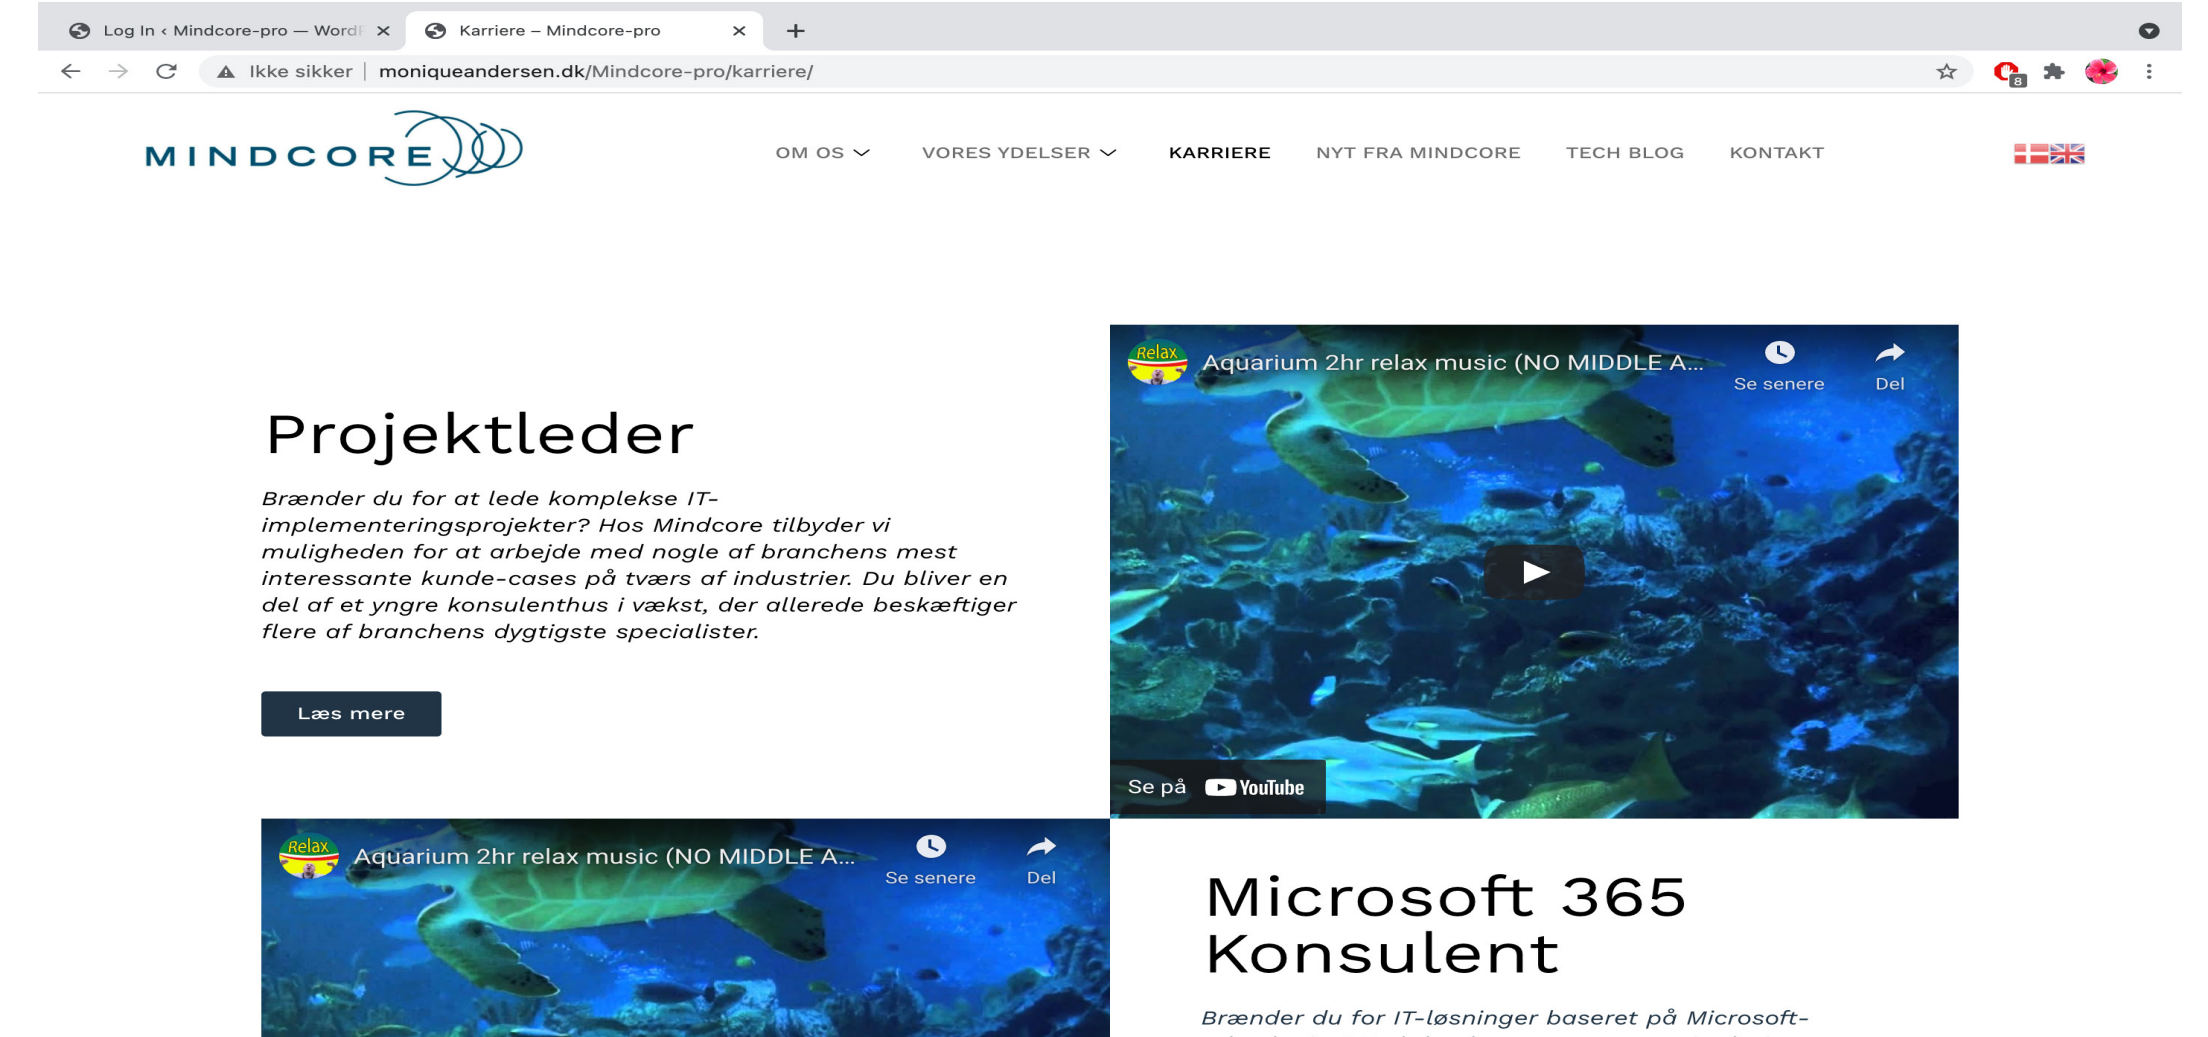 Log In ‹ Mindcore-pro — WordP
Karriere – Mindcore-pro
Ikke sikker | moniqueandersen.dk/Mindcore-pro/karriere/
8
MINDCORE
OM OS
VORES YDELSER
KARRIERE
NYT FRA MINDCORE
TECH BLOG
KONTAKT
Projektleder
Brænder du for at lede komplekse IT-
implementeringsprojekter? Hos Mindcore tilbyder vi
muligheden for at arbejde med nogle af branchens mest
interessante kunde-cases på tværs af industrier. Du bliver en
del af et yngre konsulenthus i vækst, der allerede beskæftiger
flere af branchens dygtigste specialister.
Læs mere
Relax
Aquarium 2hr relax music (NO MIDDLE A...
Se senere
Del
Se på YouTube
Relax
Aquarium 2hr relax music (NO MIDDLE A...
Se senere
Del
Microsoft 365
Konsulent
Brænder du for IT-løsninger baseret på Microsoft-